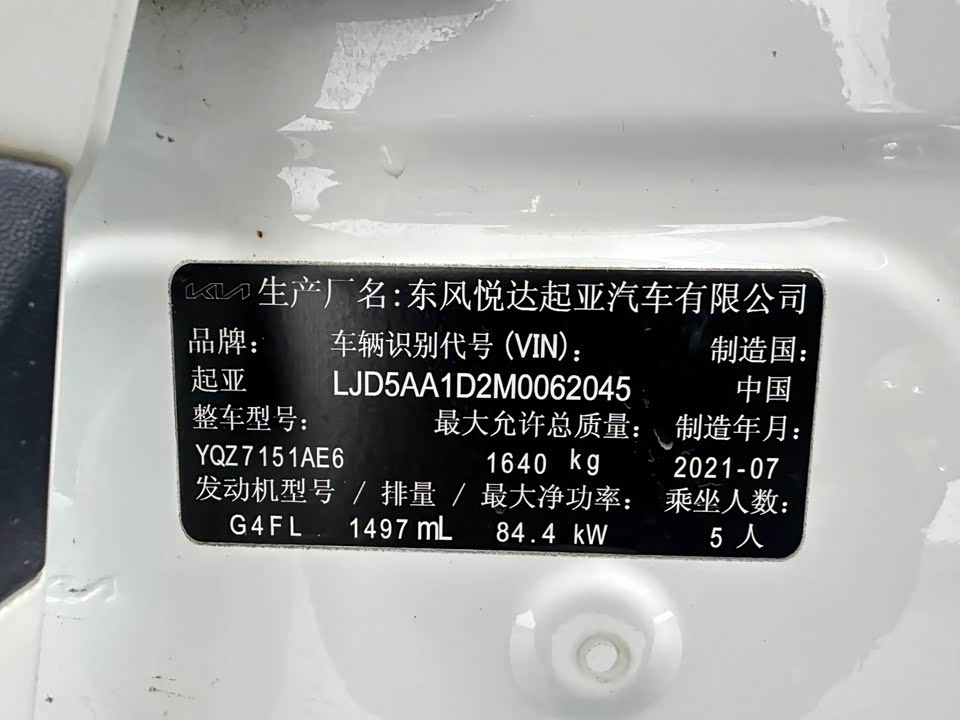 KIA 生产厂名:东风悦达起亚汽车有限公司
品牌: 车辆识别代号(VIN): 制造国:
起亚 LJD5AA1D2M0062045 中国
整车型号: 最大允许总质量: 制造年月:
YQZ7151AE6 1640 kg 2021-07
发动机型号 / 排量 / 最大净功率: 乘坐人数:
G4FL 1497 mL 84.4 kW 5 人